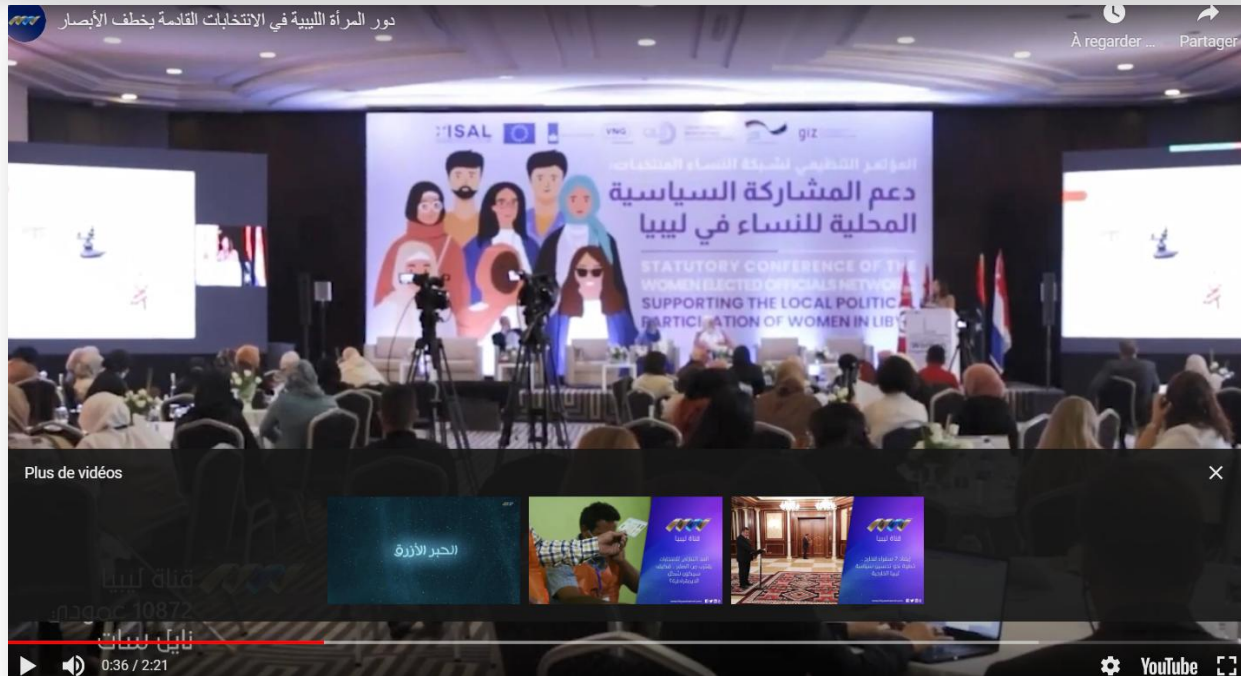 دور المرأة الليبية في الانتخابات القادمة يخطف الأبصار
À regarder ...
Partager
VNG
giz
المؤتمر التنظيمي لشبكة النساء المنتخبات:
دعم المشاركة السياسية
المحلية للنساء في ليبيا
STATUTORY CONFERENCE OF THE
WOMEN ELECTED OFFICIALS NETWORK
SUPPORTING THE LOCAL POLITICAL
PARTICIPATION OF WOMEN IN LIBY
Plus de vidéos
الحبر الأزرق
قناة ليبيا
قناة ليبيا
قناة ليبيا
10872 عمودي
نايل سات
0:36 / 2:21
YouTube